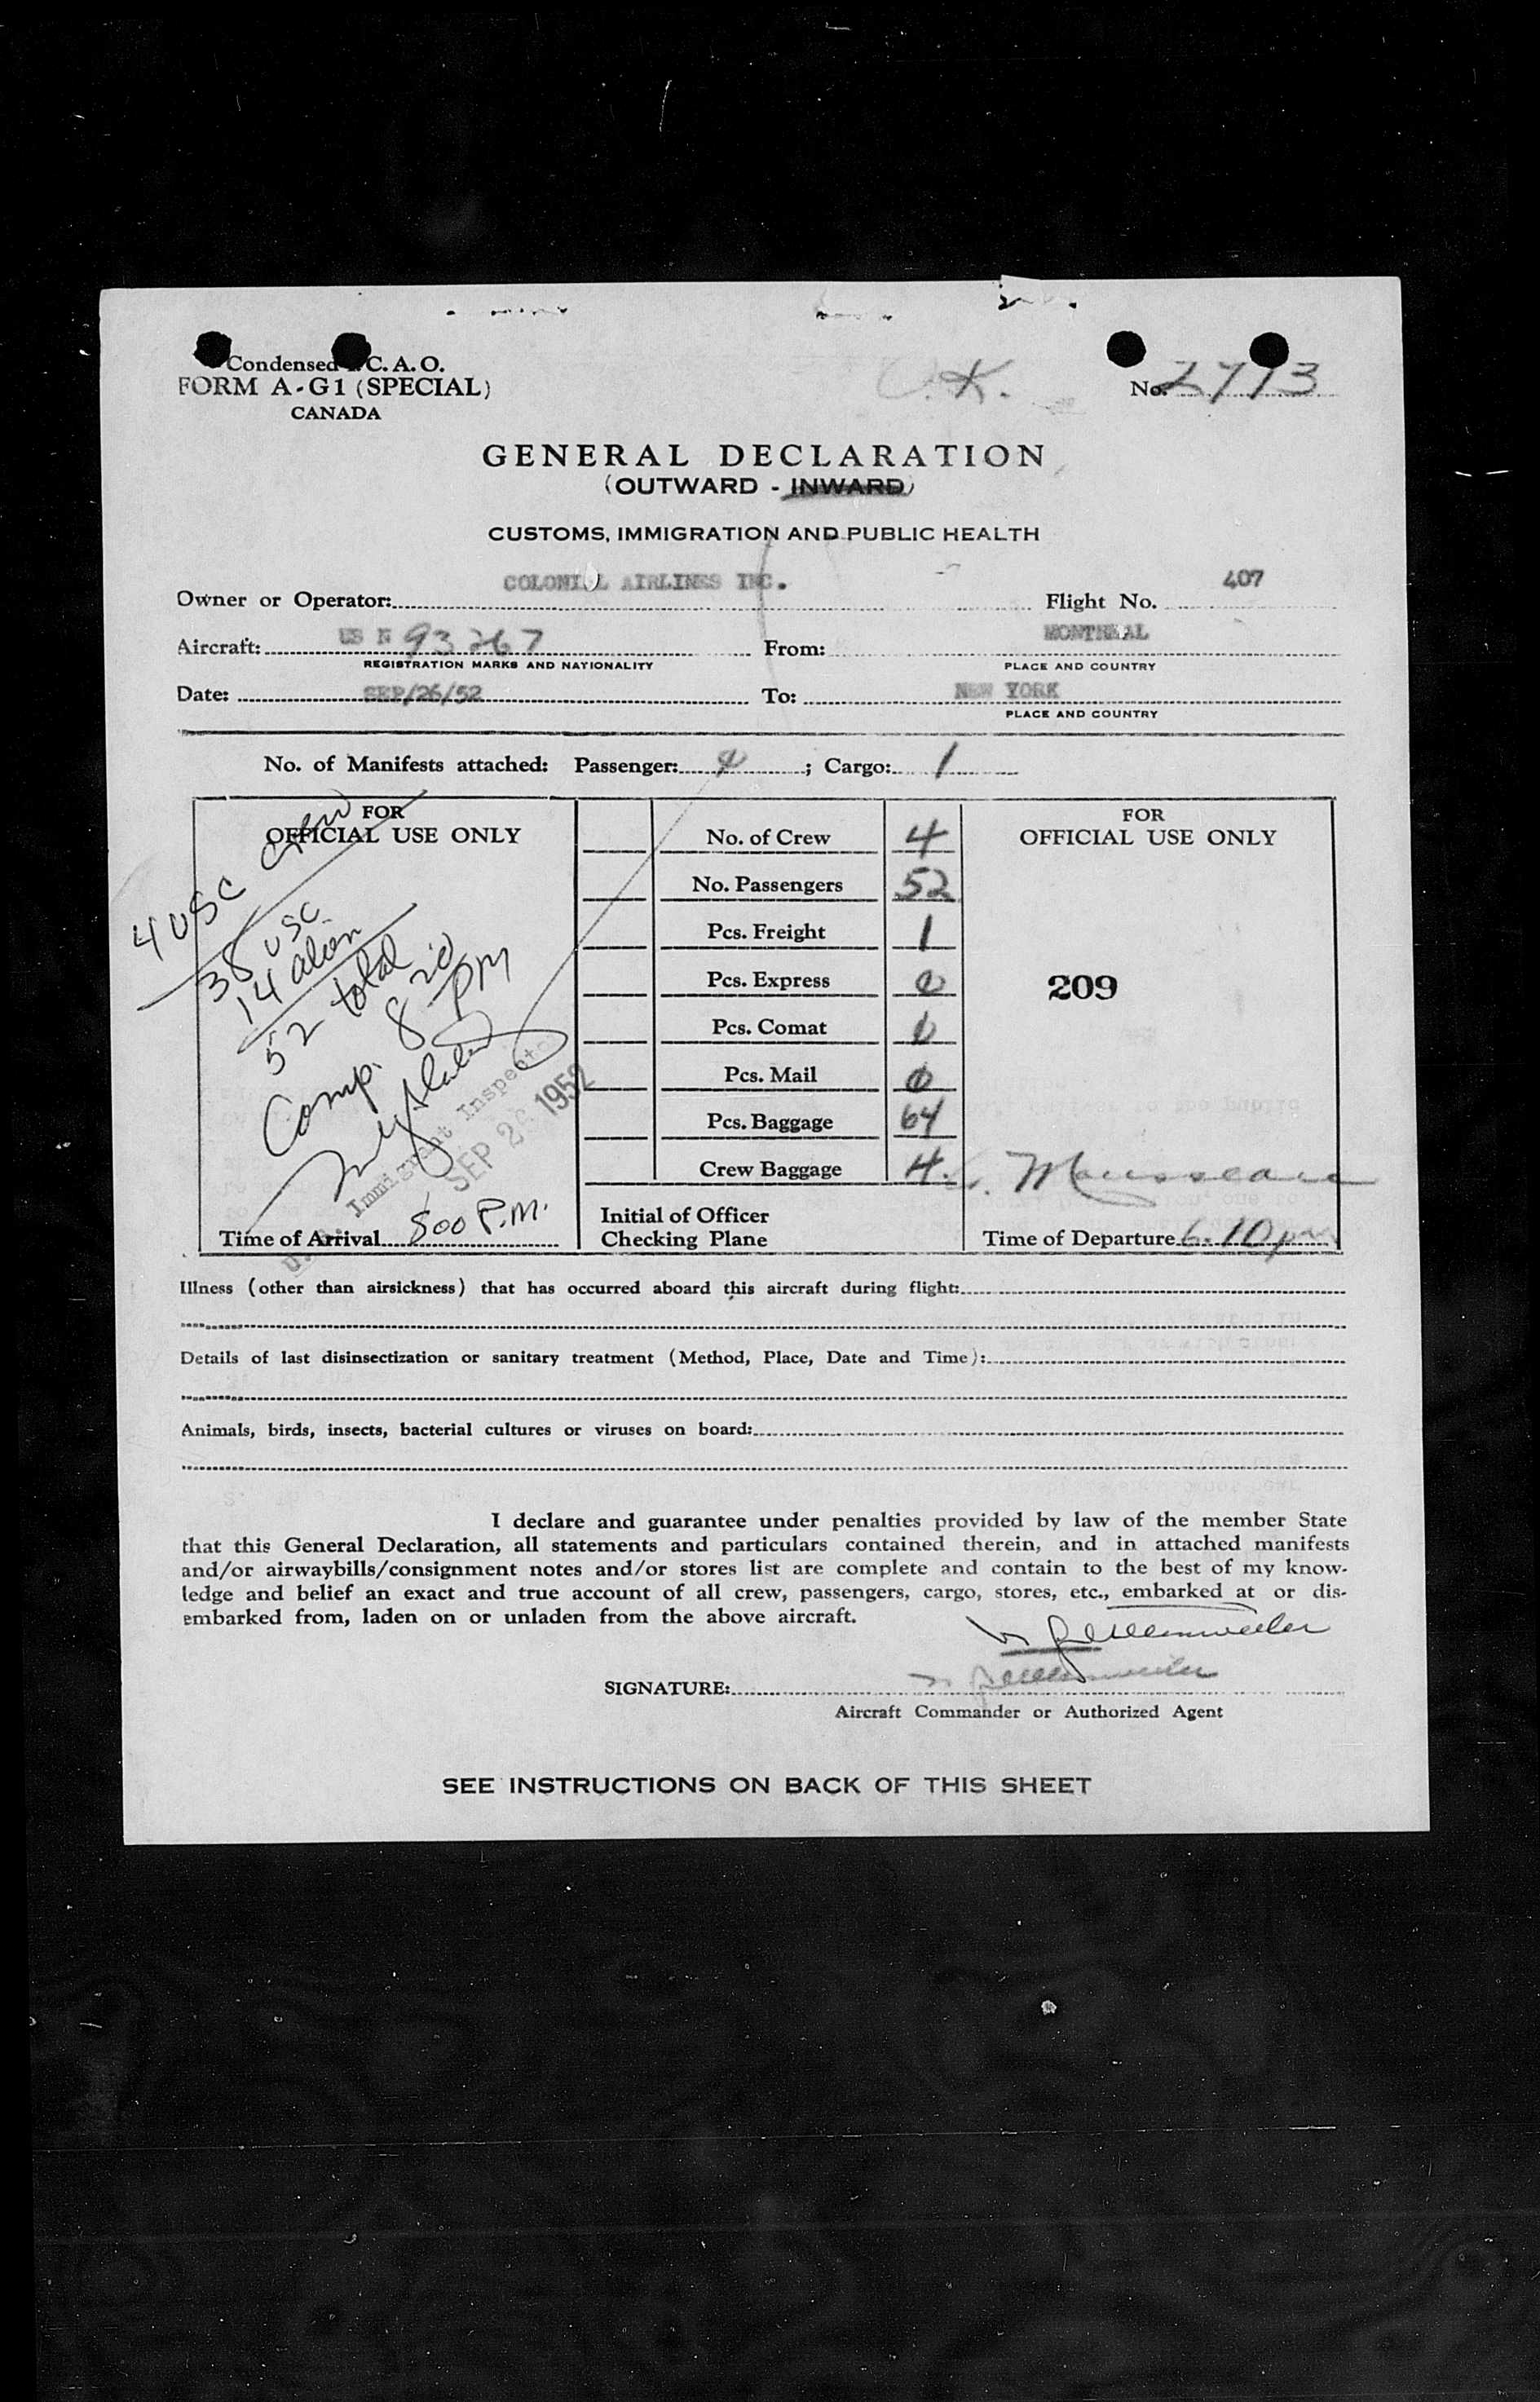 Condensed I.C.A.O.
FORM A-G1 (SPECIAL)
CANADA
O.K.
No. 2793
GENERAL DECLARATION
(OUTWARD - INWARD)
CUSTOMS, IMMIGRATION AND PUBLIC HEALTH
Owner or Operator: COLONIAL AIRLINES INC. Flight No. 407
Aircraft: US N 93267 From: MONTREAL
REGISTRATION MARKS AND NATIONALITY PLACE AND COUNTRY
Date: SEP/26/52 To: NEW YORK
PLACE AND COUNTRY
No. of Manifests attached: Passenger: ; Cargo: 1
FOR
OFFICIAL USE ONLY
4 USC crew
38 USC
14 alien
52 total
Comp. 8 20 PM
U.S. Immigrant Inspector
SEP 26 1952
Time of Arrival 800 P.M.
No. of Crew 4
No. Passengers 52
Pcs. Freight 1
Pcs. Express 0
Pcs. Comat 0
Pcs. Mail 0
Pcs. Baggage 64
Crew Baggage 4
Initial of Officer
Checking Plane
FOR
OFFICIAL USE ONLY
209
Mousseau
Time of Departure 6.10 pm
Illness (other than airsickness) that has occurred aboard this aircraft during flight:
Details of last disinsectization or sanitary treatment (Method, Place, Date and Time):
Animals, birds, insects, bacterial cultures or viruses on board:
I declare and guarantee under penalties provided by law of the member State
that this General Declaration, all statements and particulars contained therein, and in attached manifests
and/or airwaybills/consignment notes and/or stores list are complete and contain to the best of my know-
ledge and belief an exact and true account of all crew, passengers, cargo, stores, etc., embarked at or dis-
embarked from, laden on or unladen from the above aircraft.
SIGNATURE:
Aircraft Commander or Authorized Agent
SEE INSTRUCTIONS ON BACK OF THIS SHEET